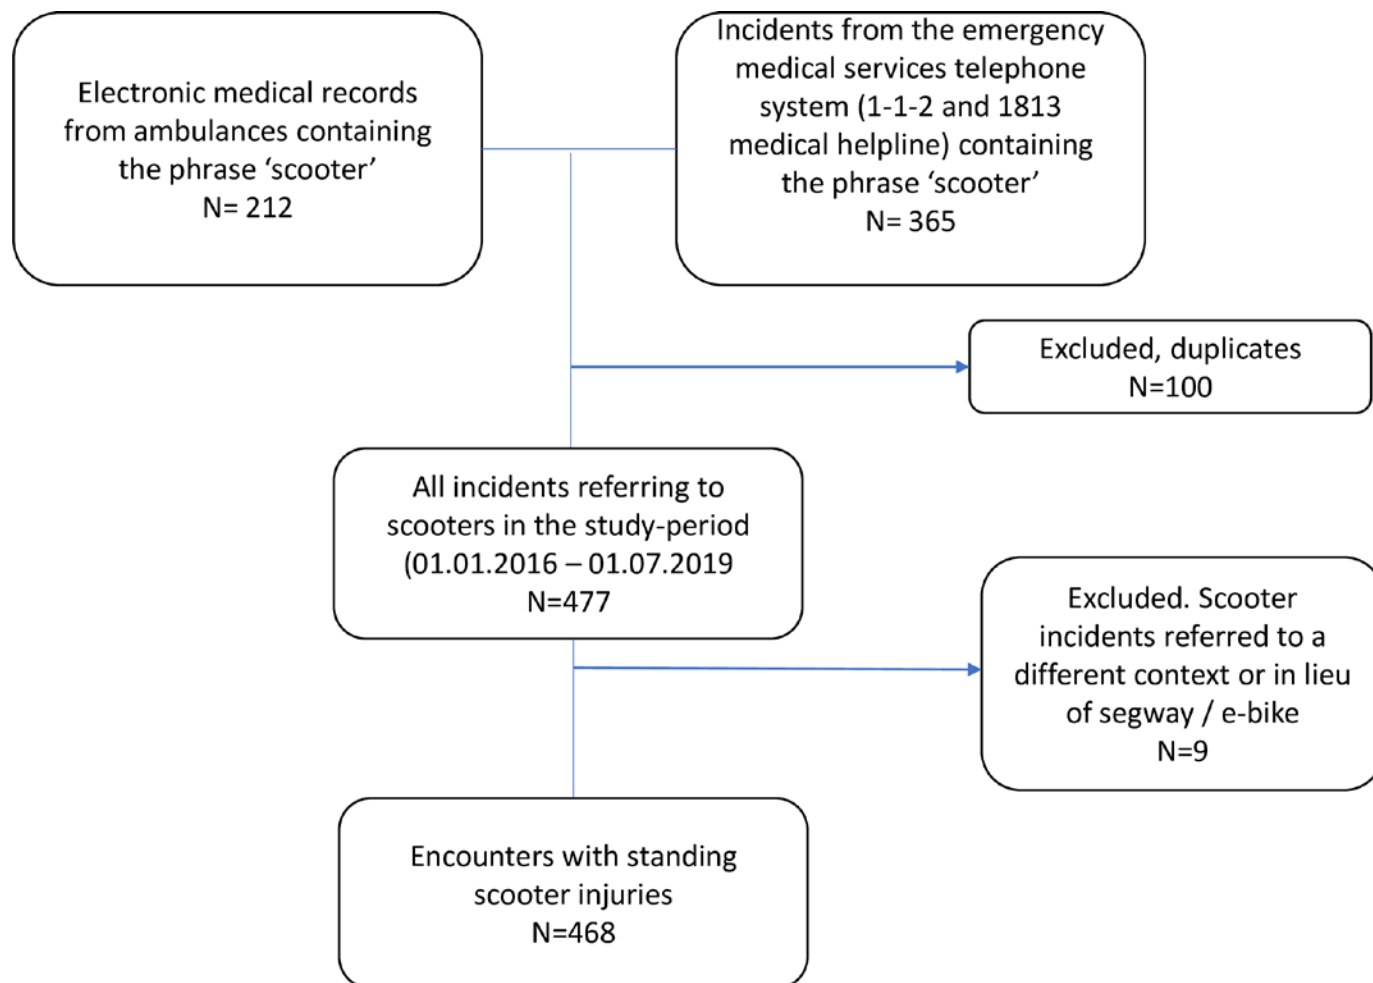 Electronic medical records
from ambulances containing
the phrase ‘scooter’
N= 212
Incidents from the emergency
medical services telephone
system (1-1-2 and 1813
medical helpline) containing
the phrase ‘scooter’
N= 365
Excluded, duplicates
N=100
All incidents referring to
scooters in the study-period
(01.01.2016 – 01.07.2019
N=477
Excluded. Scooter
incidents referred to a
different context or in lieu
of segway / e-bike
N=9
Encounters with standing
scooter injuries
N=468